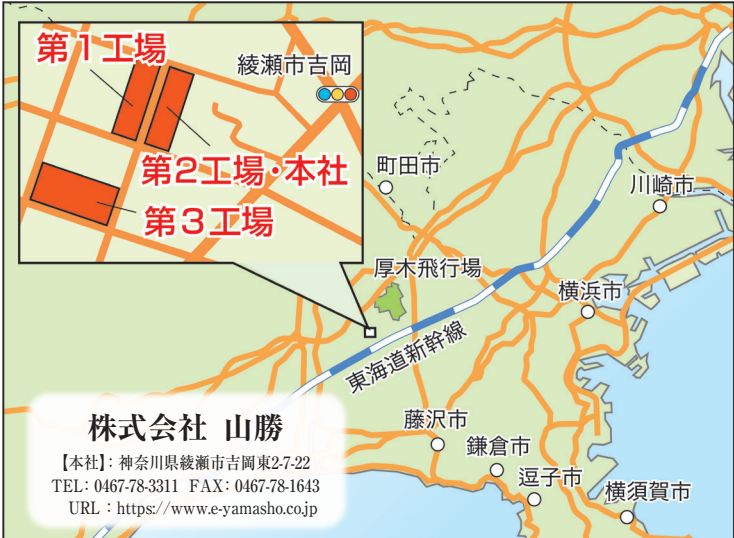 第1工場
綾瀬市吉岡
第2工場・本社
第3工場
町田市
川崎市
厚木飛行場
横浜市
東海道新幹線
藤沢市
鎌倉市
逗子市
横須賀市
株式会社 山勝
【本社】：神奈川県綾瀬市吉岡東2-7-22
TEL：0467-78-3311 FAX：0467-78-1643
URL：https://www.e-yamasho.co.jp